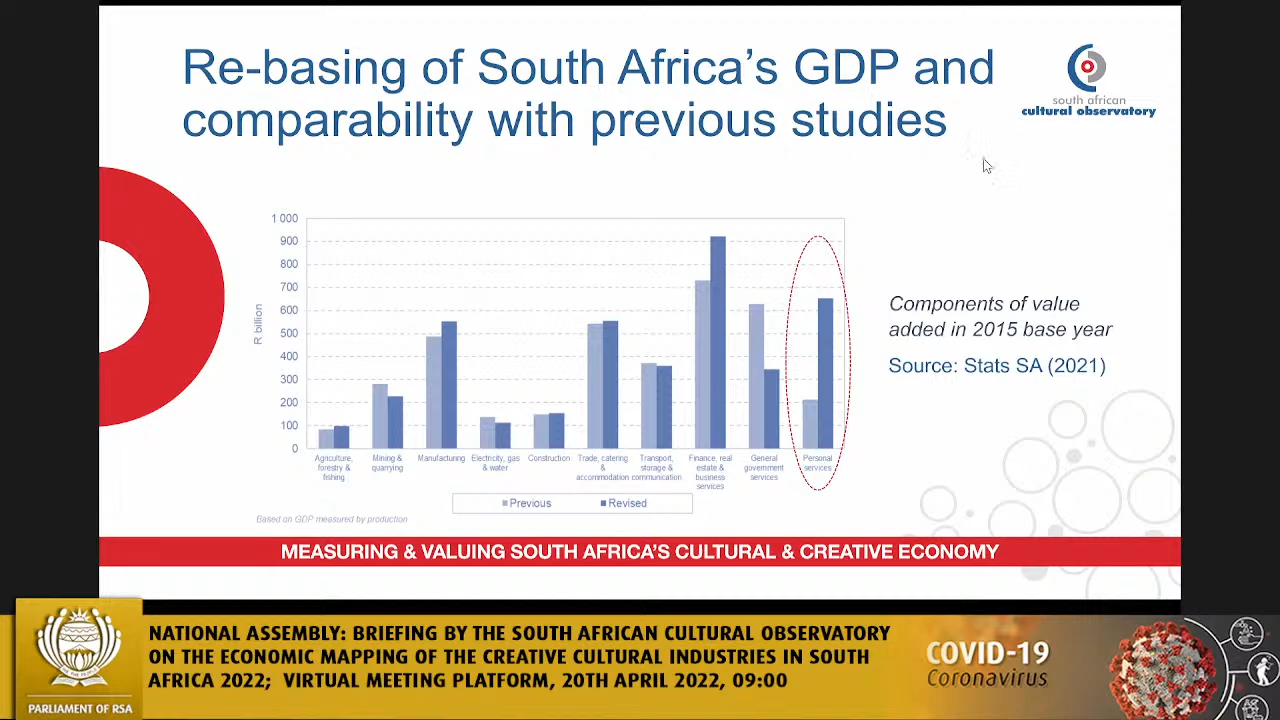 Re-basing of South Africa's GDP and
comparability with previous studies
south african
cultural observatory
1 000
900
800
700
600
500
400
300
200
100
0
R billion
Agriculture,
forestry &
fishing
Mining &
quarrying
Manufacturing
Electricity, gas
& water
Construction
Trade, catering
&
accommodation
Transport,
storage &
communication
Finance, real
estate &
business
services
General
government
services
Personal
services
Previous
Revised
Based on GDP measured by production
Components of value
added in 2015 base year
Source: Stats SA (2021)
MEASURING & VALUING SOUTH AFRICA'S CULTURAL & CREATIVE ECONOMY
PARLIAMENT OF RSA
NATIONAL ASSEMBLY: BRIEFING BY THE SOUTH AFRICAN CULTURAL OBSERVATORY
ON THE ECONOMIC MAPPING OF THE CREATIVE CULTURAL INDUSTRIES IN SOUTH
AFRICA 2022; VIRTUAL MEETING PLATFORM, 20TH APRIL 2022, 09:00
COVID-19
Coronavirus